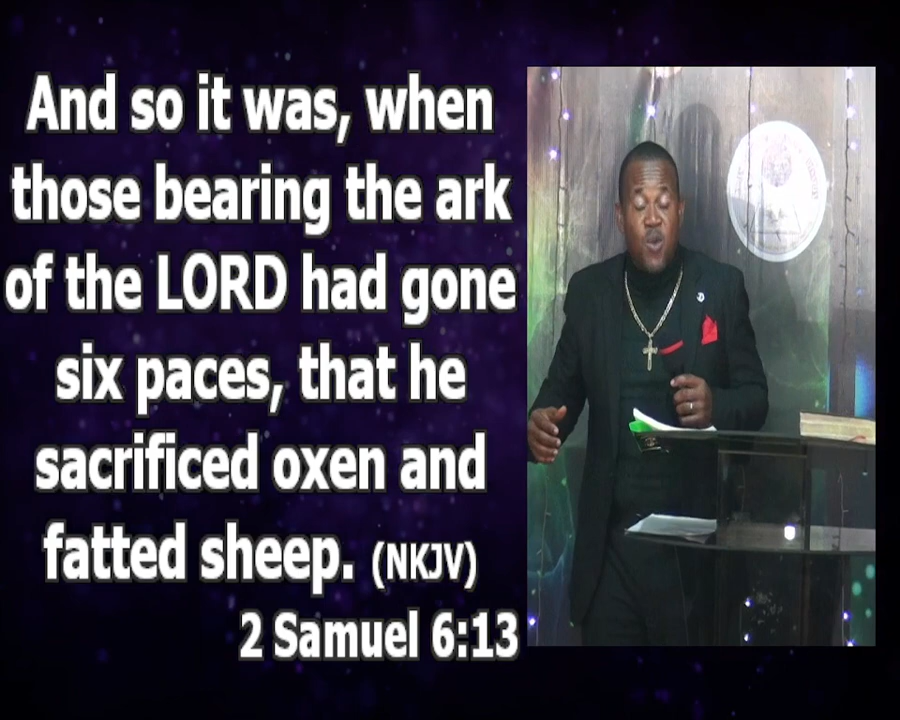 And so it was, when
those bearing the ark
of the LORD had gone
six paces, that he
sacrificed oxen and
fatted sheep. (NKJV)
2 Samuel 6:13